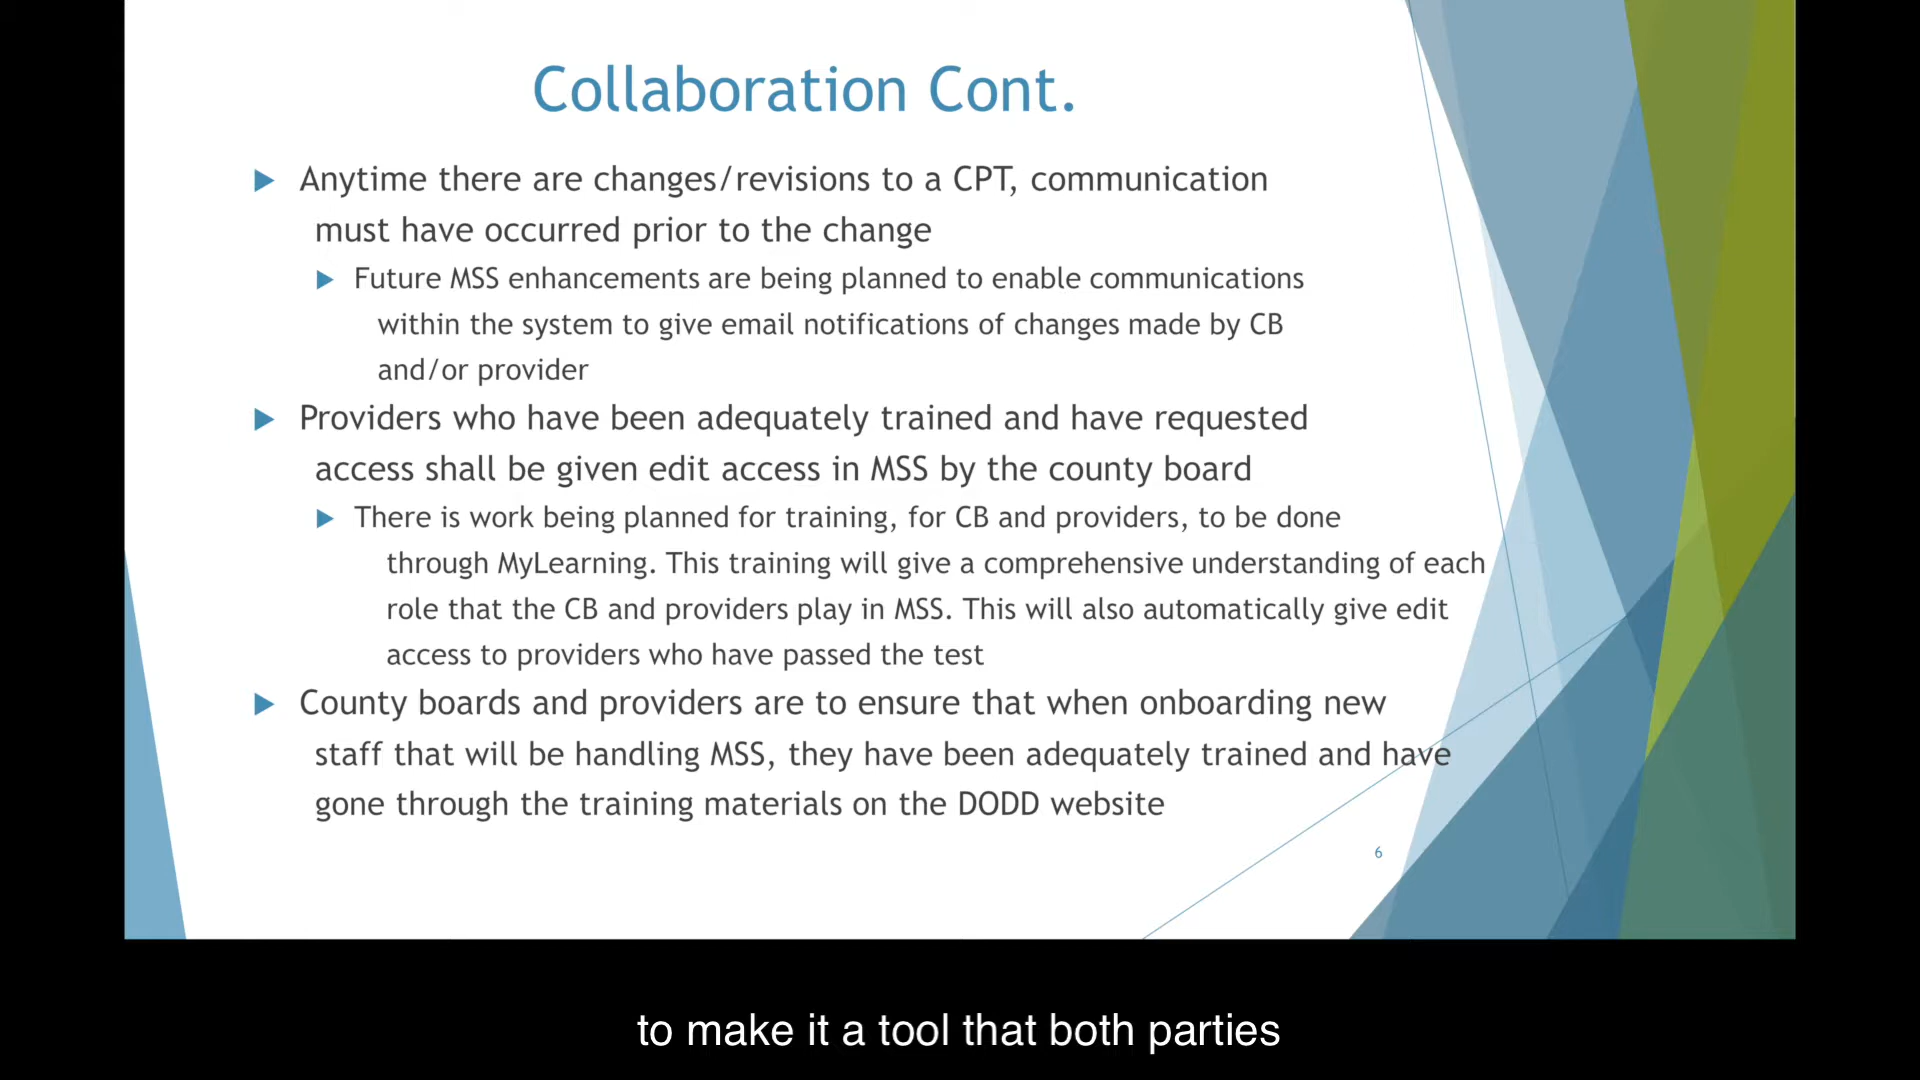 Collaboration Cont.
Anytime there are changes/revisions to a CPT, communication
must have occurred prior to the change
Future MSS enhancements are being planned to enable communications
within the system to give email notifications of changes made by CB
and/or provider
Providers who have been adequately trained and have requested
access shall be given edit access in MSS by the county board
There is work being planned for training, for CB and providers, to be done
through MyLearning. This training will give a comprehensive understanding of each
role that the CB and providers play in MSS. This will also automatically give edit
access to providers who have passed the test
County boards and providers are to ensure that when onboarding new
staff that will be handling MSS, they have been adequately trained and have
gone through the training materials on the DODD website
6
to make it a tool that both parties